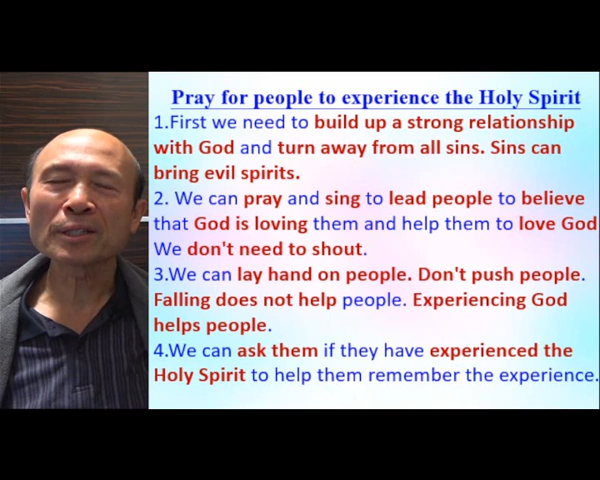 Pray for people to experience the Holy Spirit
1.First we need to build up a strong relationship
with God and turn away from all sins. Sins can
bring evil spirits.
2. We can pray and sing to lead people to believe
that God is loving them and help them to love God
We don't need to shout.
3.We can lay hand on people. Don't push people.
Falling does not help people. Experiencing God
helps people.
4.We can ask them if they have experienced the
Holy Spirit to help them remember the experience.